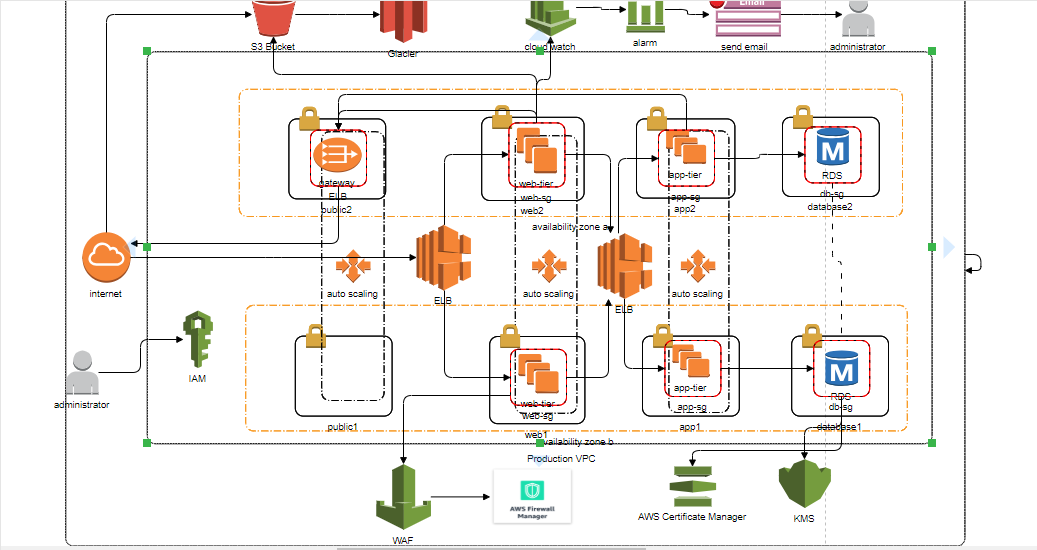 Email
S3 Bucket
Glacier
cloud watch
alarm
send email
administrator
gateway
ELB
public2
web-tier
web-sg
web2
app-tier
app-sg
app2
M
RDS
db-sg
database2
availability zone a
internet
auto scaling
ELB
auto scaling
ELB
auto scaling
administrator
IAM
public1
web-tier
web-sg
web1
app-tier
app-sg
app1
M
RDS
db-sg
database1
availability zone b
Production VPC
WAF
AWS Firewall
Manager
AWS Certificate Manager
KMS